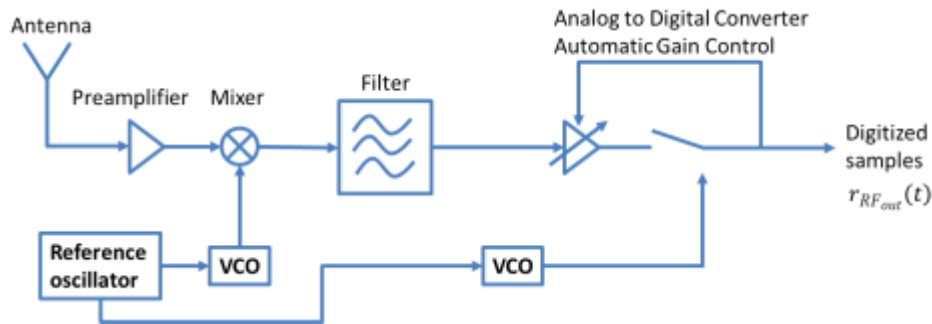 Antenna
Analog to Digital Converter
Automatic Gain Control
Preamplifier
Mixer
Filter
Digitized
samples
r_{RF_{out}}(t)
Reference
oscillator
VCO
VCO